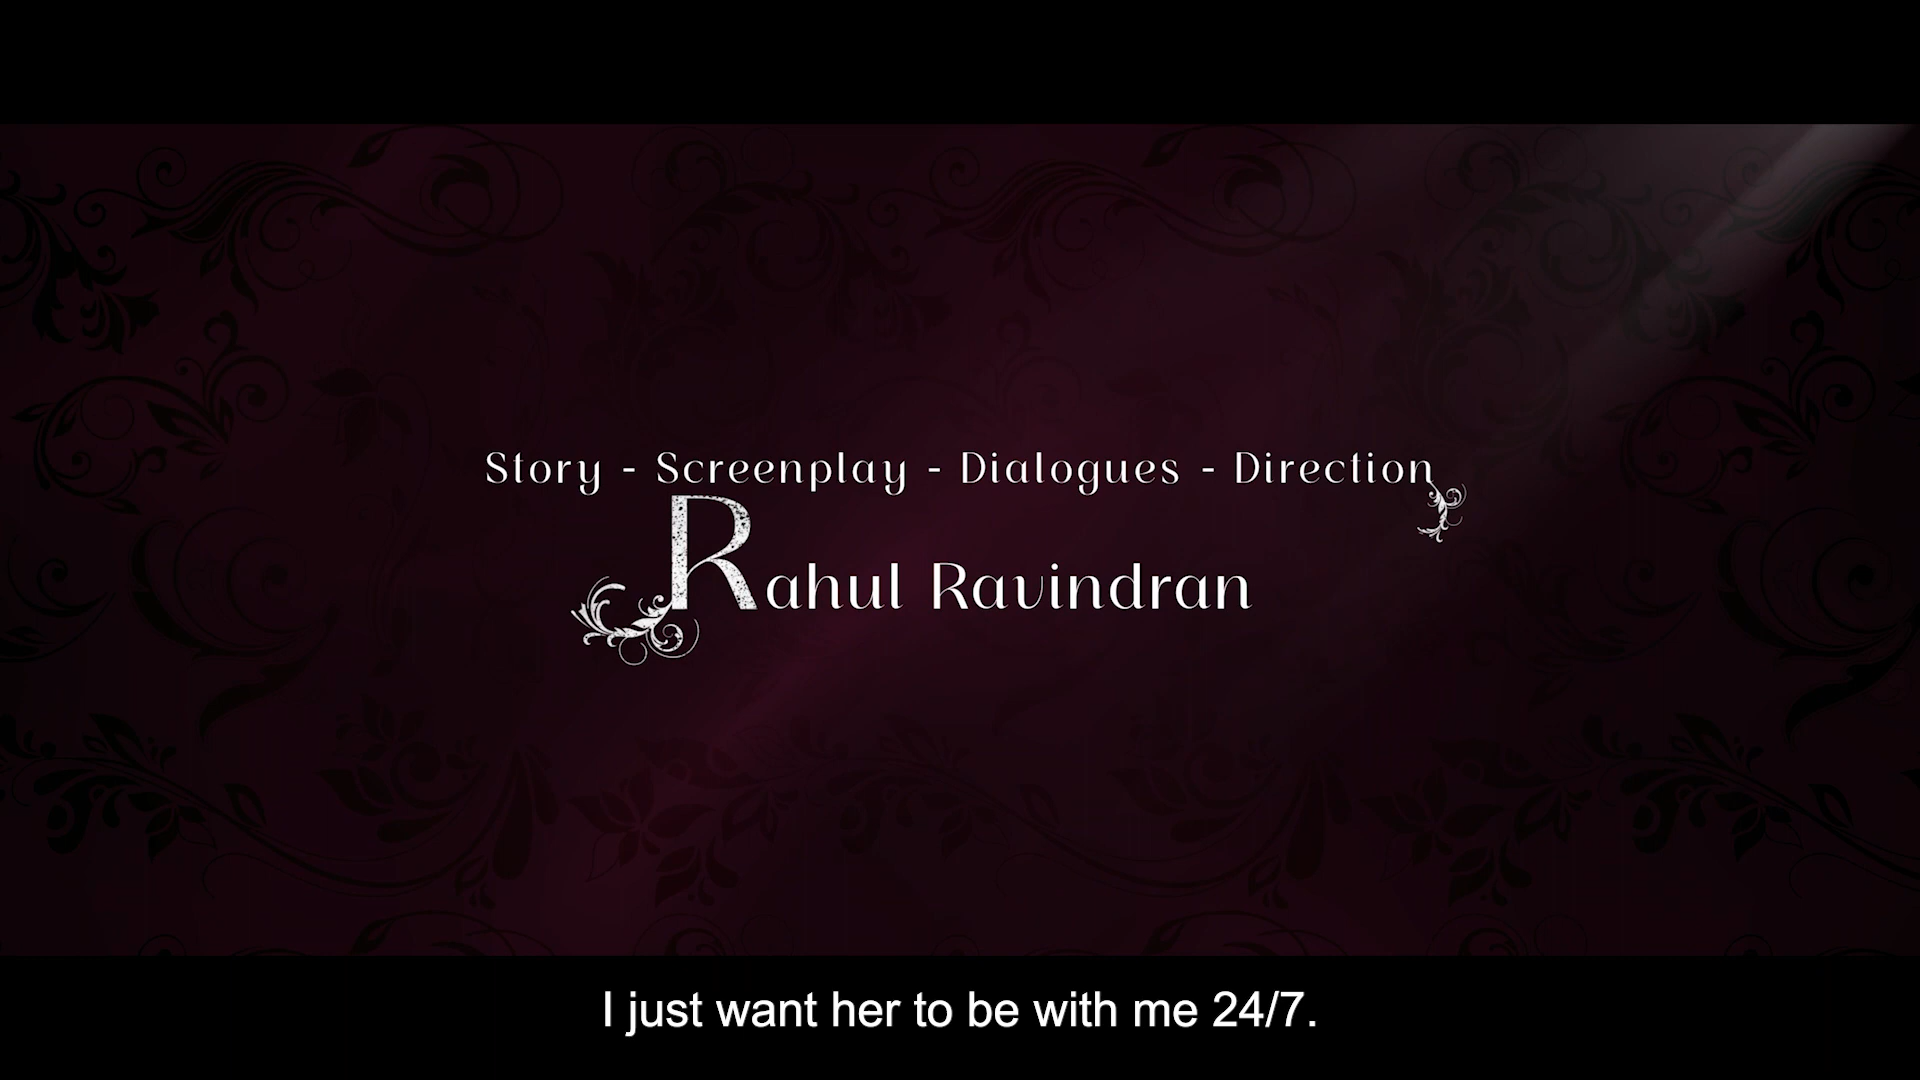 Story - Screenplay - Dialogues - Direction
Rahul Ravindran
I just want her to be with me 24/7.